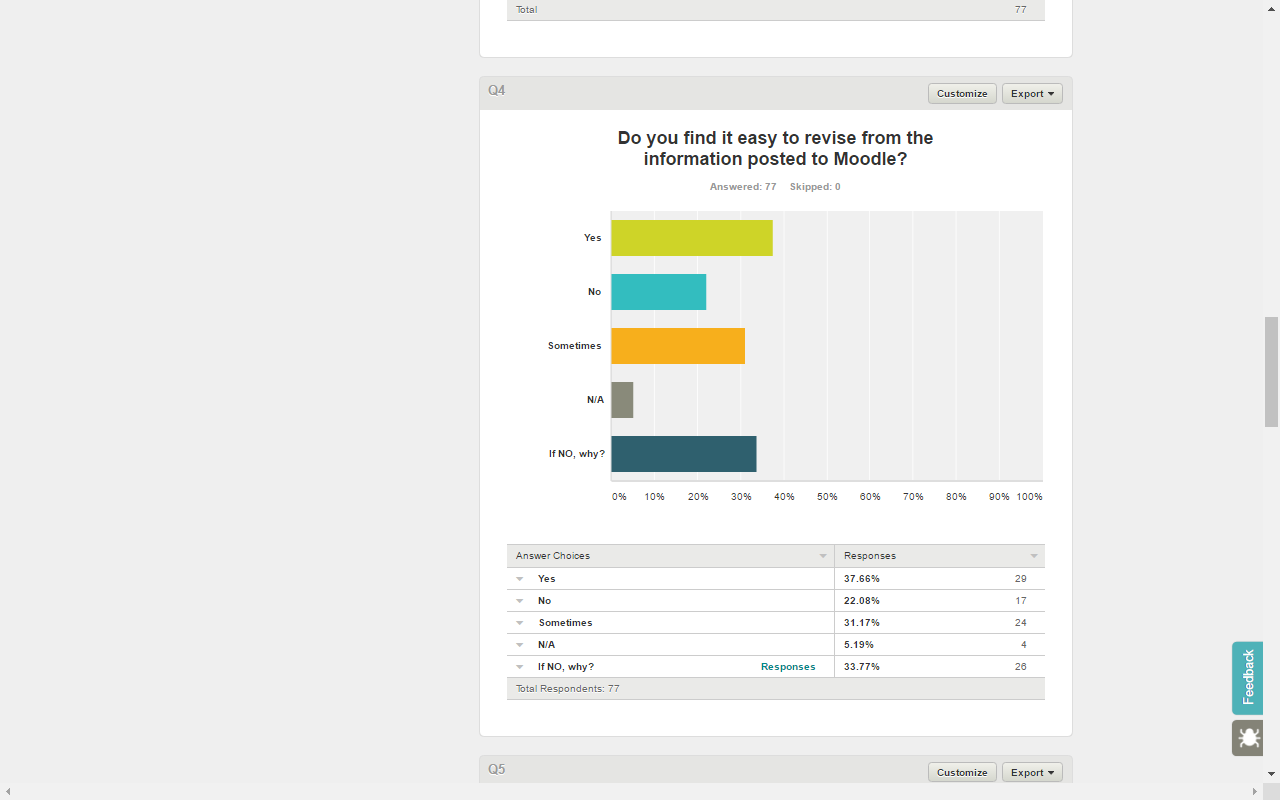 Total 77
Q4 Customize Export
Do you find it easy to revise from the
information posted to Moodle?
Answered: 77 Skipped: 0
Yes
No
Sometimes
N/A
If NO, why?
0% 10% 20% 30% 40% 50% 60% 70% 80% 90% 100%
Answer Choices Responses
Yes 37.66% 29
No 22.08% 17
Sometimes 31.17% 24
N/A 5.19% 4
If NO, why? Responses 33.77% 26
Total Respondents: 77
Feedback
Q5 Customize Export